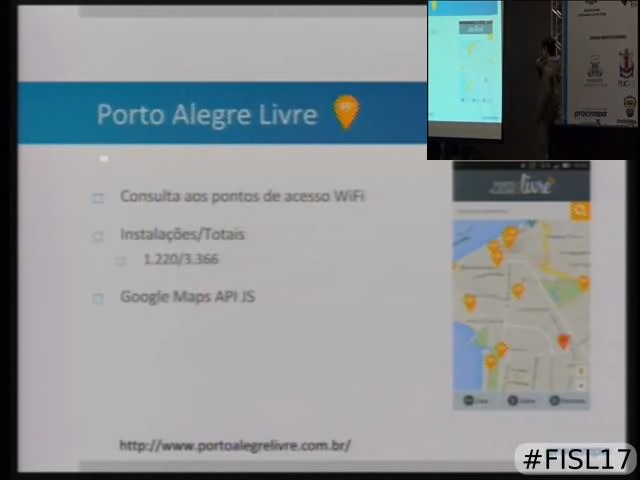 Porto Alegre Livre
Consulta aos pontos de acesso WiFi
Instalações/Totais
1.220/3.366
Google Maps API JS
http://www.portoalegrelivre.com.br/
livre
procempa
#FISL17